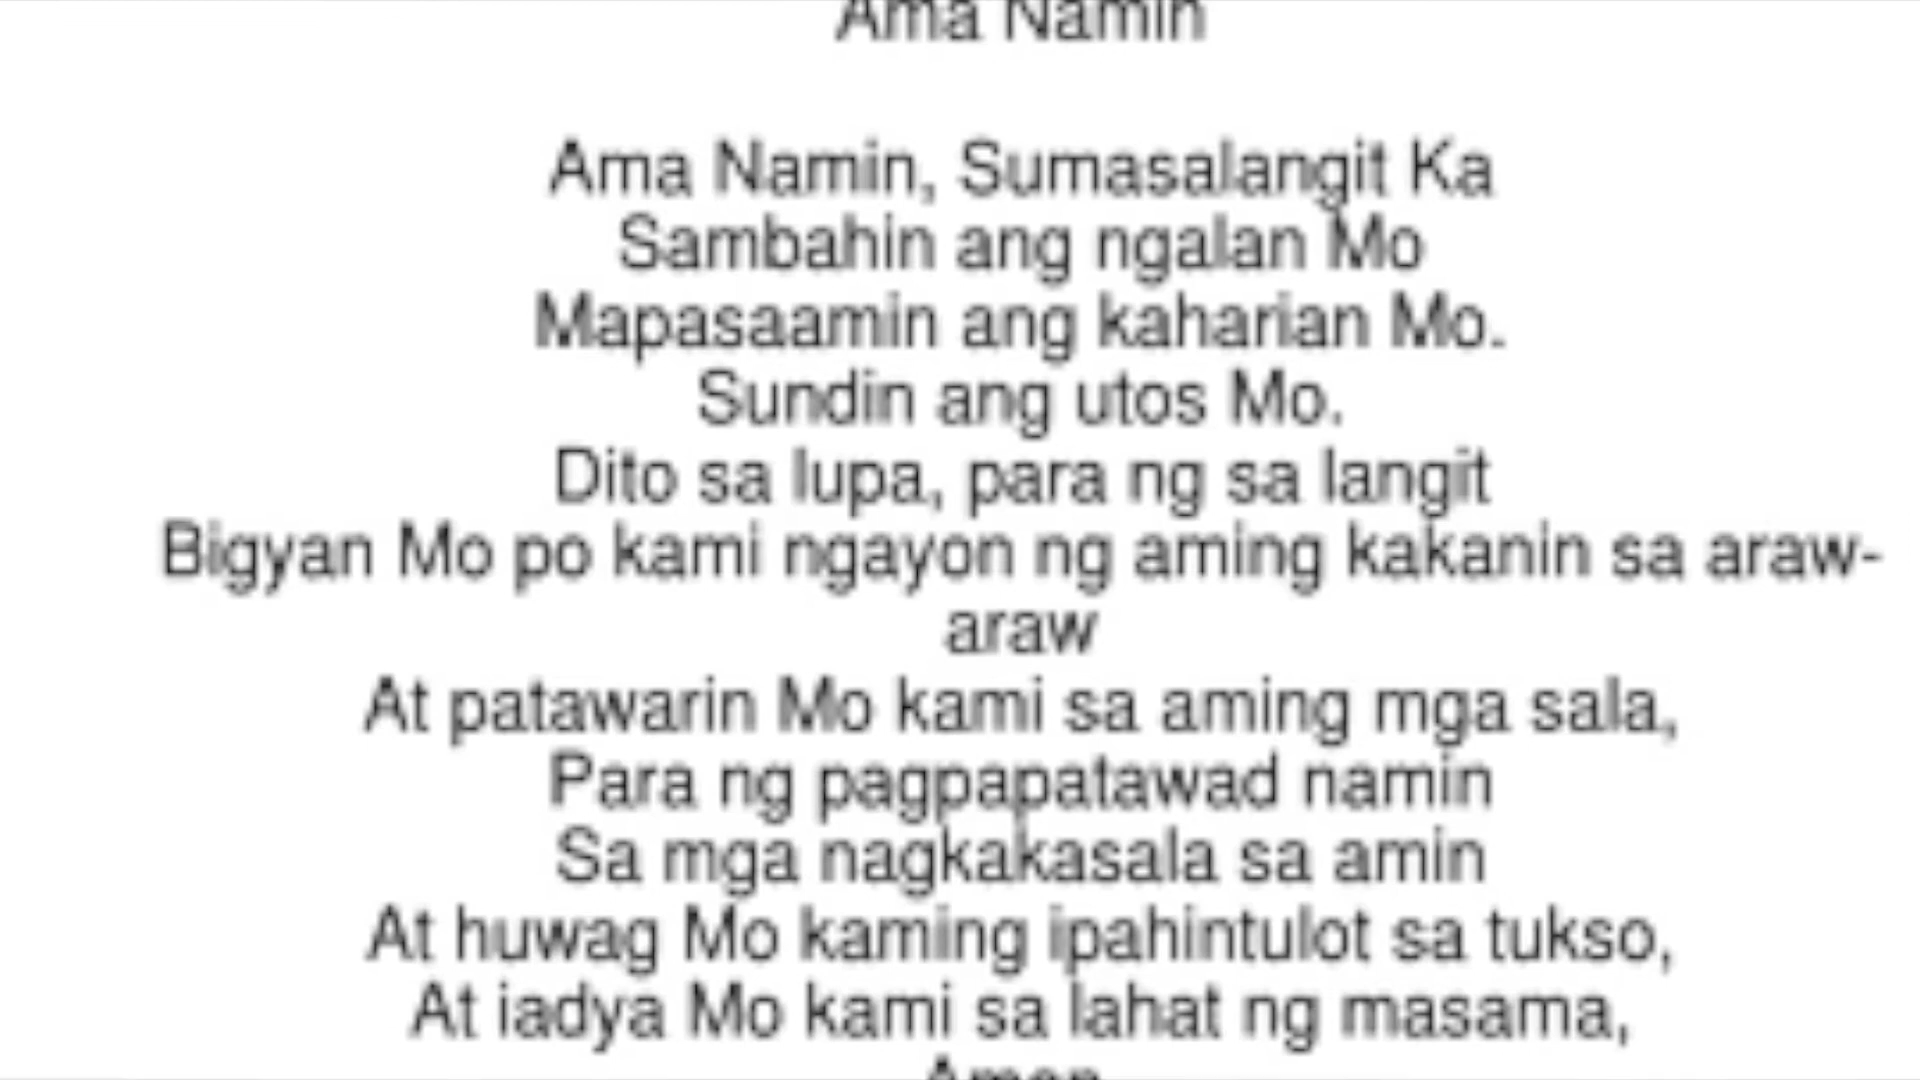 Ama Namin
Ama Namin, Sumasalangit Ka
Sambahin ang ngalan Mo
Mapasaamin ang kaharian Mo.
Sundin ang utos Mo.
Dito sa lupa, para ng sa langit
Bigyan Mo po kami ngayon ng aming kakanin sa araw-
araw
At patawarin Mo kami sa aming mga sala,
Para ng pagpapatawad namin
Sa mga nagkakasala sa amin
At huwag Mo kaming ipahintulot sa tukso,
At iadya Mo kami sa lahat ng masama,
Amen